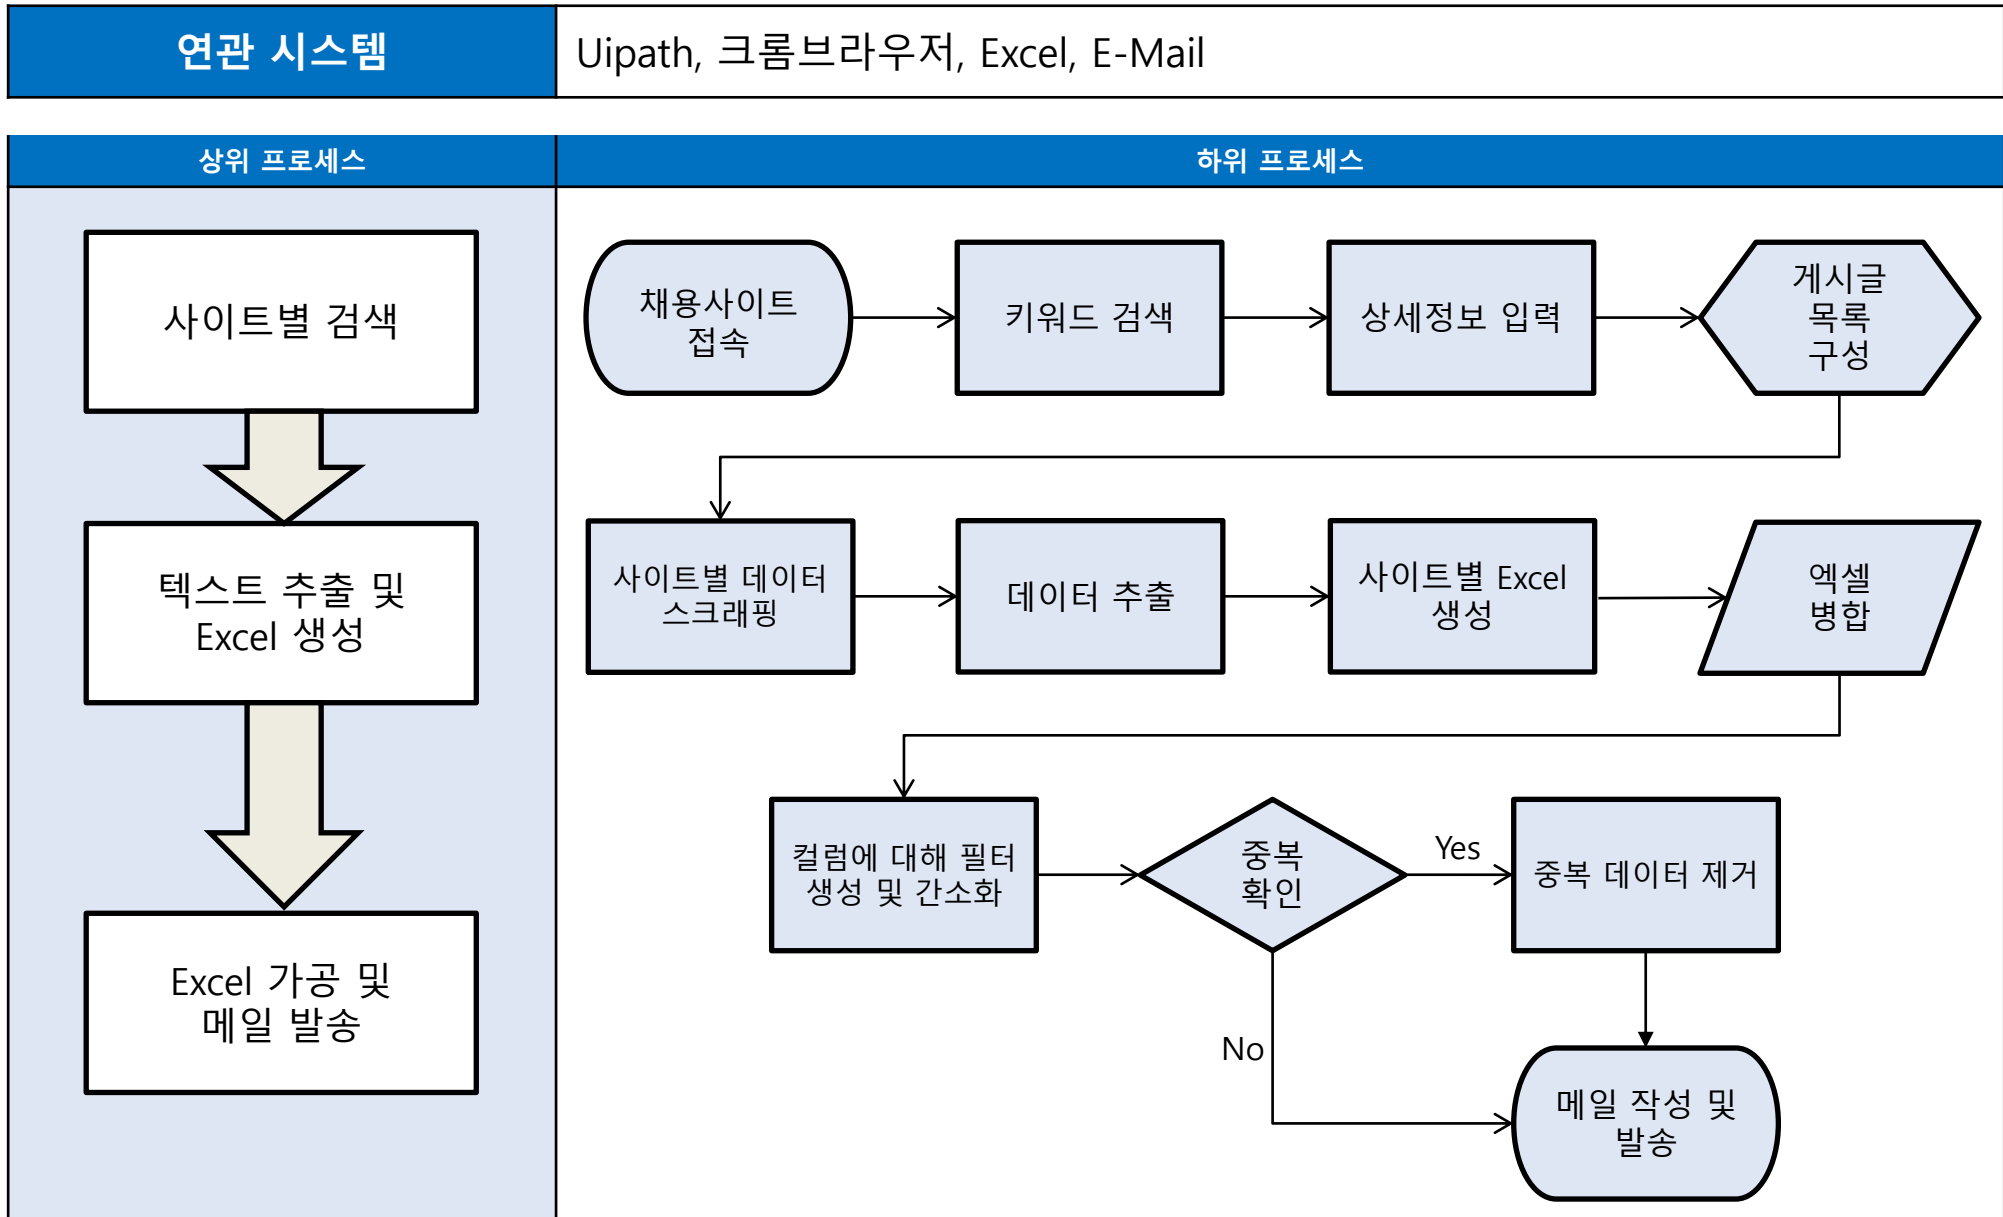 연관 시스템
Uipath, 크롬브라우저, Excel, E-Mail
상위 프로세스
하위 프로세스
사이트별 검색
텍스트 추출 및
Excel 생성
Excel 가공 및
메일 발송
채용사이트
접속
키워드 검색
상세정보 입력
게시글
목록
구성
사이트별 데이터
스크래핑
데이터 추출
사이트별 Excel
생성
엑셀
병합
컬럼에 대해 필터
생성 및 간소화
중복
확인
Yes
중복 데이터 제거
No
메일 작성 및
발송